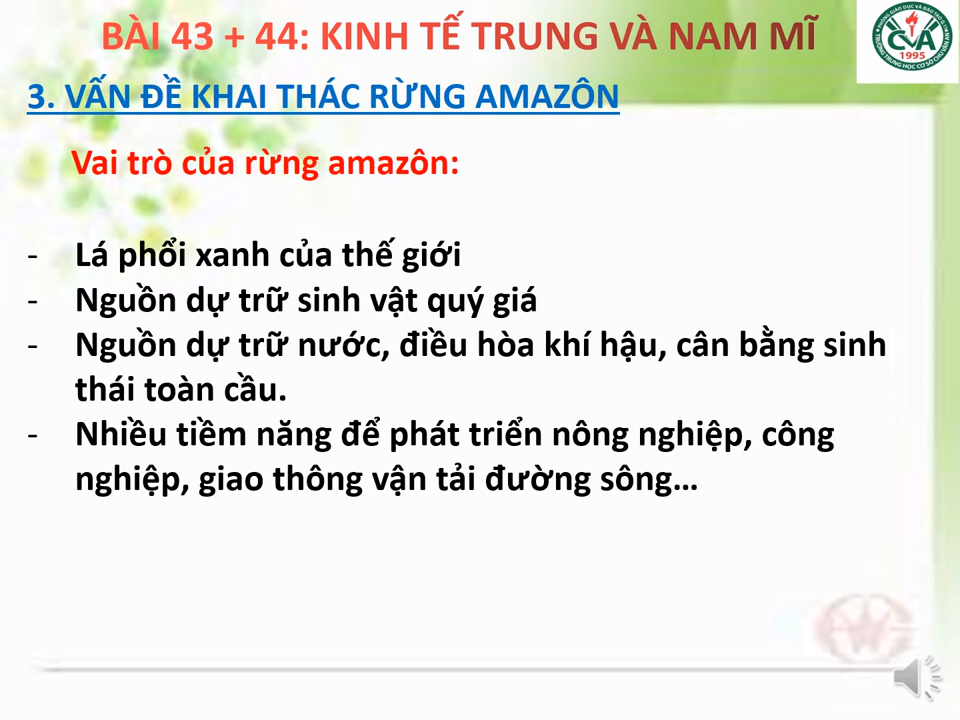 BÀI 43 + 44: KINH TẾ TRUNG VÀ NAM MĨ
CVA
1995
3. VẤN ĐỀ KHAI THÁC RỪNG AMAZÔN
Vai trò của rừng amazôn:
- Lá phổi xanh của thế giới
- Nguồn dự trữ sinh vật quý giá
- Nguồn dự trữ nước, điều hòa khí hậu, cân bằng sinh
thái toàn cầu.
- Nhiều tiềm năng để phát triển nông nghiệp, công
nghiệp, giao thông vận tải đường sông…